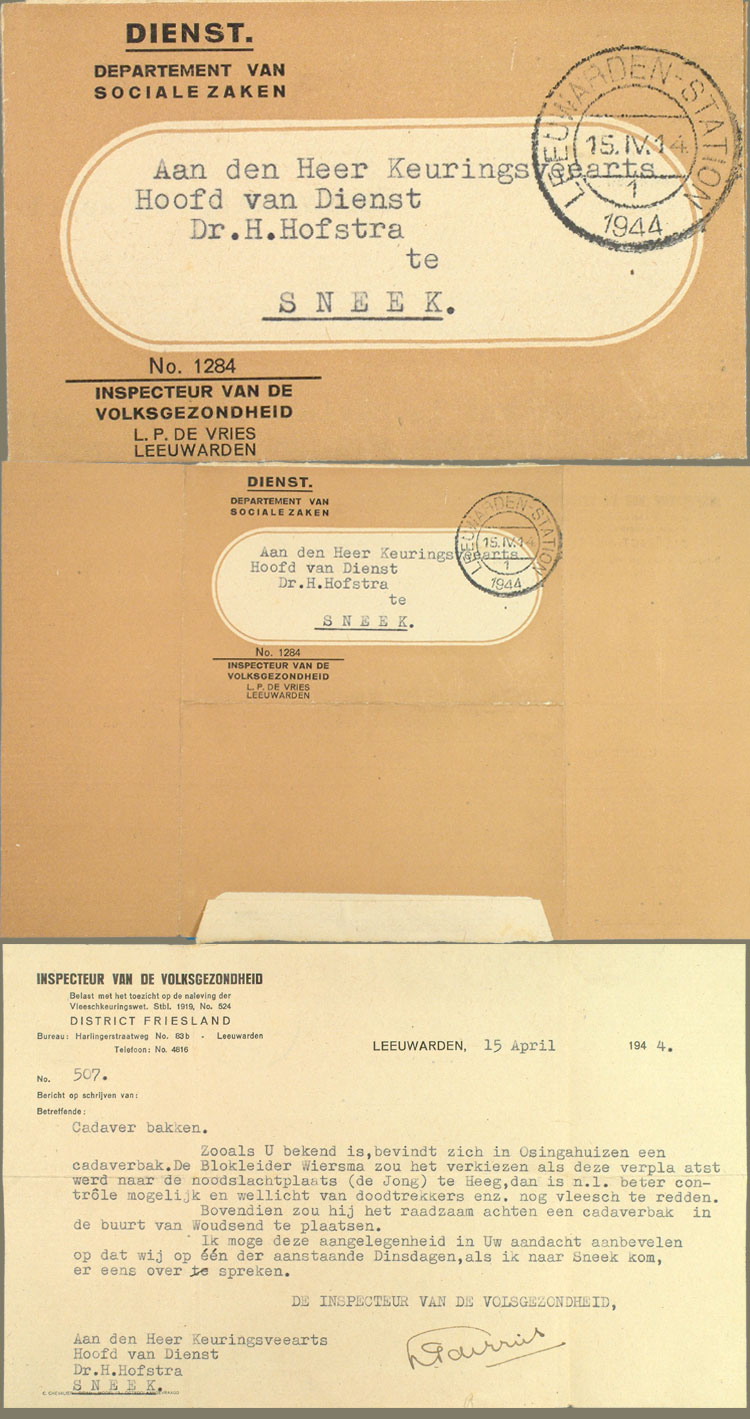 DIENST.
DEPARTEMENT VAN
SOCIALE ZAKEN
LEEUWARDEN-STATION
15.IV.14
1
1944
Aan den Heer Keuringsveearts
Hoofd van Dienst
Dr.H.Hofstra
te
S N E E K.
No. 1284
INSPECTEUR VAN DE
VOLKSGEZONDHEID
L. P. DE VRIES
LEEUWARDEN
DIENST.
DEPARTEMENT VAN
SOCIALE ZAKEN
LEEUWARDEN-STATION
15.IV.14
1
1944
Aan den Heer Keuringsveearts
Hoofd van Dienst
Dr.H.Hofstra
te
S N E E K.
No. 1284
INSPECTEUR VAN DE
VOLKSGEZONDHEID
L. P. DE VRIES
LEEUWARDEN
INSPECTEUR VAN DE VOLKSGEZONDHEID
Belast met het toezicht op de naleving der
Vleeschkeuringswet. Stbl. 1919, No. 524
DISTRICT FRIESLAND
Bureau: Harlingerstraatweg No. 83b - Leeuwarden
Telefoon: No. 4816
LEEUWARDEN, 15 April 194 4.
No. 507.
Bericht op schrijven van:
Betreffende:
Cadaver bakken.
Zooals U bekend is,bevindt zich in Osingahuizen een
cadaverbak.De Blokleider Wiersma zou het verkiezen als deze verpla atst
werd naar de noodslachtplaats (de Jong) te Heeg,dan is n.l. beter con-
trôle mogelijk en wellicht van doodtrekkers enz. nog vleesch te redden.
Bovendien zou hij het raadzaam achten een cadaverbak in
de buurt van Woudsend te plaatsen.
Ik moge deze aangelegenheid in Uw aandacht aanbevelen
op dat wij op één der aanstaande Dinsdagen,als ik naar Sneek kom,
er eens over te spreken.
DE INSPECTEUR VAN DE VOLSGEZONDHEID,
Aan den Heer Keuringsveearts
Hoofd van Dienst
Dr.H.Hofstra
S N E E K.